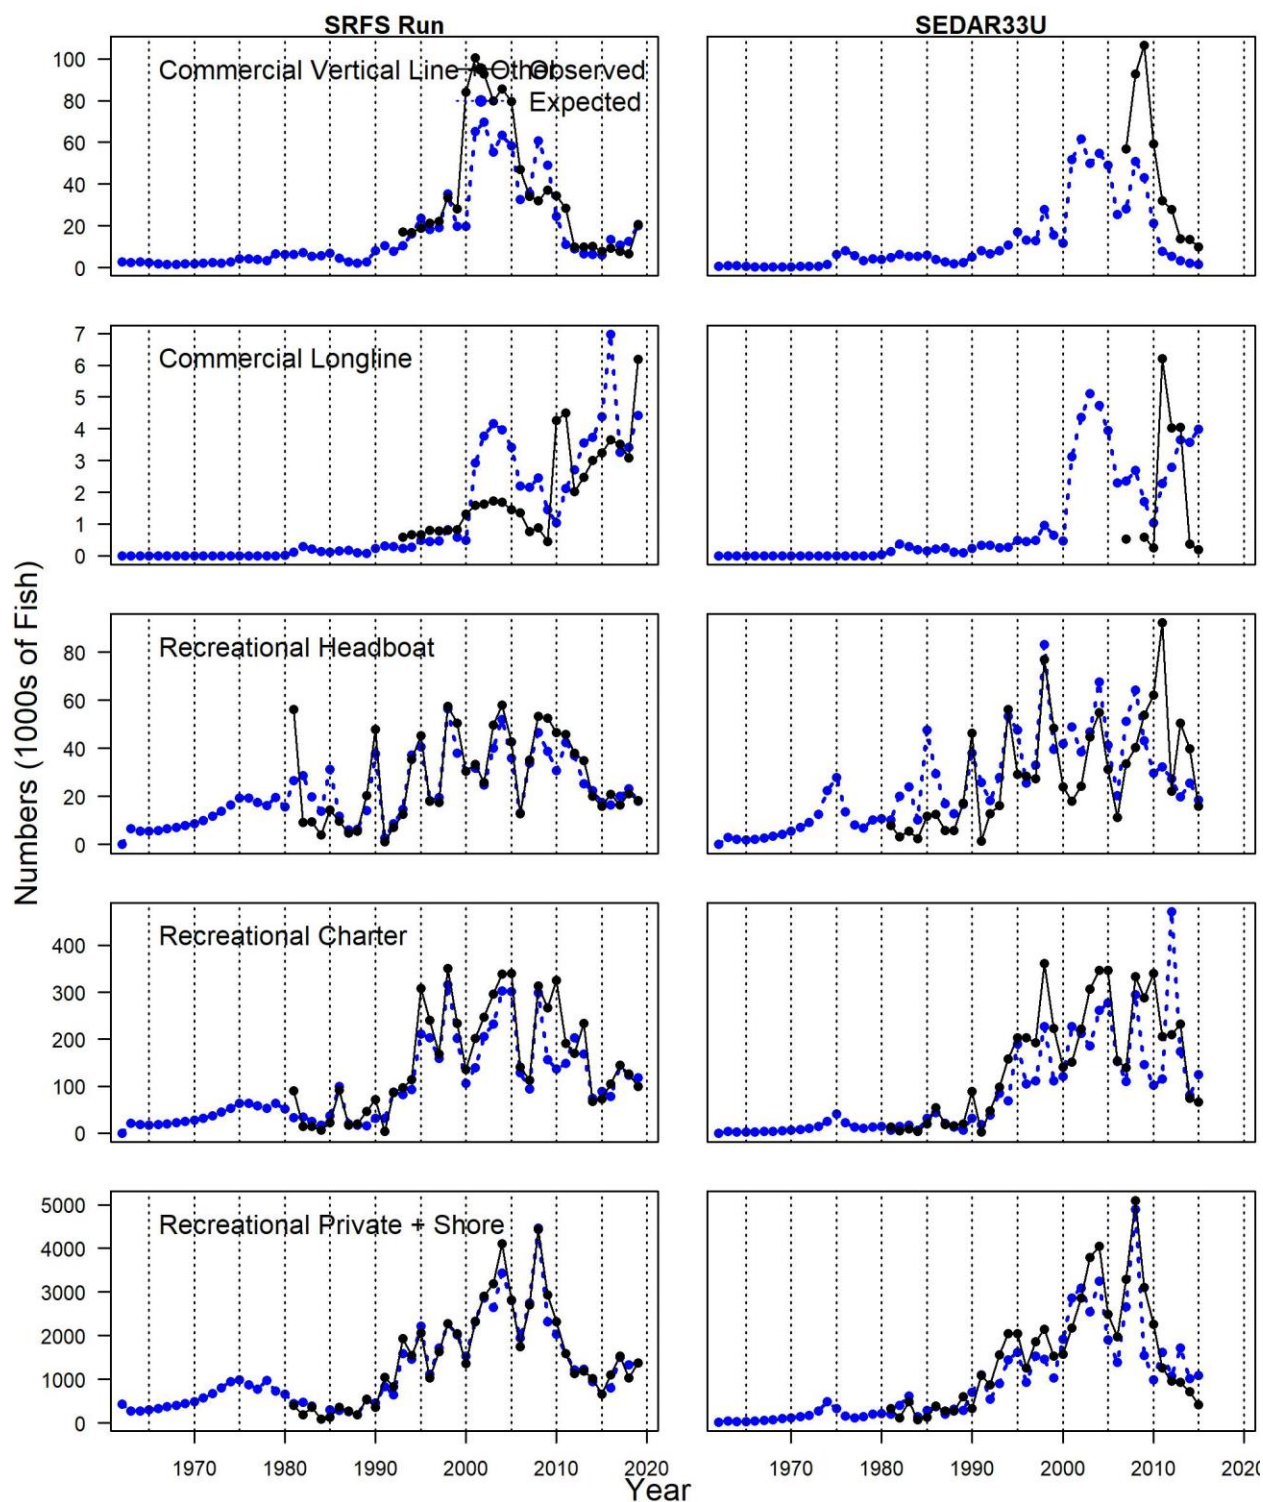 SRFS Run
SEDAR33U
Commercial Vertical Line + Other
Observed
Expected
100
80
60
40
20
0
Commercial Longline
7
6
5
4
3
2
1
0
Recreational Headboat
80
60
40
20
0
Recreational Charter
400
300
200
100
0
Recreational Private + Shore
5000
4000
3000
2000
1000
0
Numbers (1000s of Fish)
1970 1980 1990 2000 2010 2020
1970 1980 1990 2000 2010 2020
Year